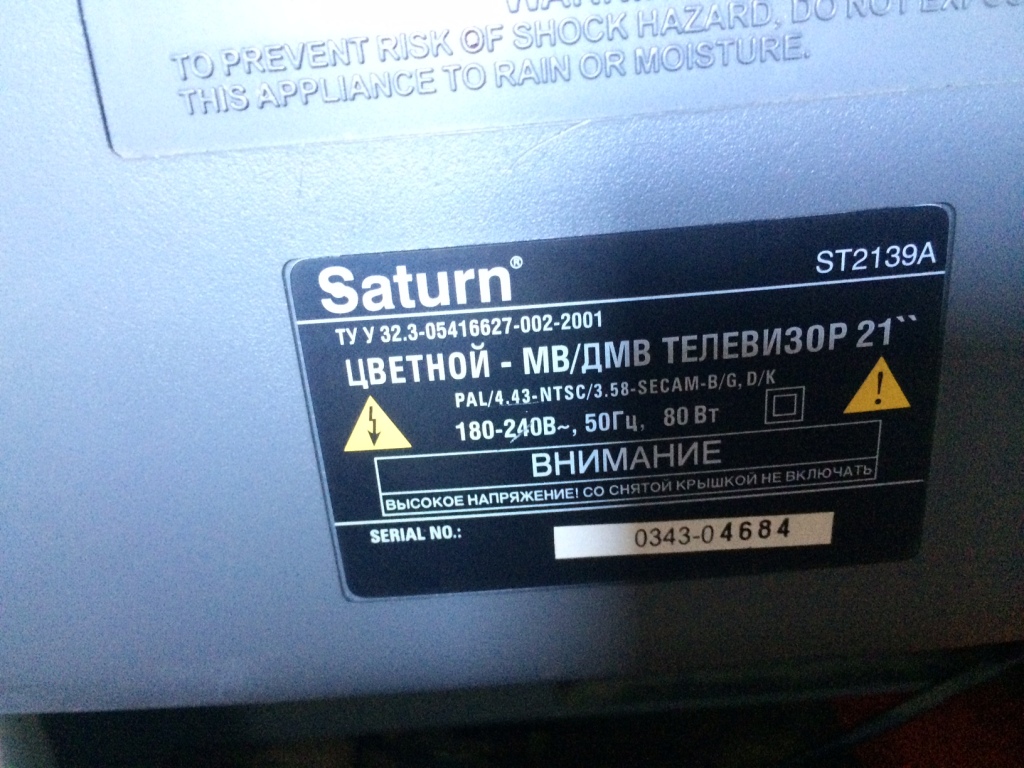 TO PREVENT RISK OF SHOCK HAZARD, DO NOT
THIS APPLIANCE TO RAIN OR MOISTURE.
Saturn® ST2139A
ТУ У 32.3-05416627-002-2001
ЦВЕТНОЙ - МВ/ДМВ ТЕЛЕВИЗОР 21``
PAL/4.43-NTSC/3.58-SECAM-B/G, D/K
180-240В~, 50Гц, 80 Вт
ВНИМАНИЕ
ВЫСОКОЕ НАПРЯЖЕНИЕ! СО СНЯТОЙ КРЫШКОЙ НЕ ВКЛЮЧАТЬ
SERIAL NO.: 0343-04684